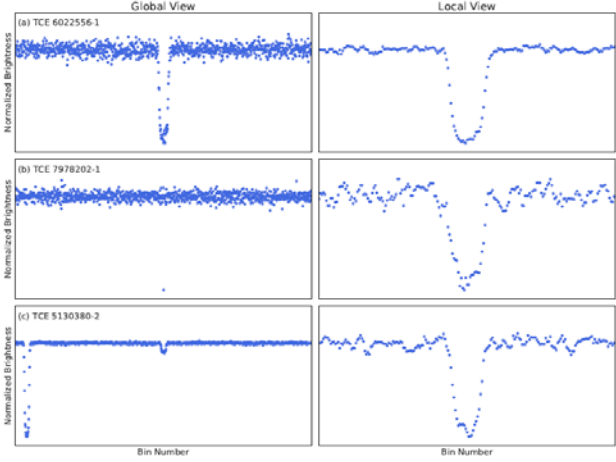 Global View
Local View
(a) TCE 6022556-1
Normalized Brightness
(b) TCE 7978202-1
Normalized Brightness
(c) TCE 5130380-2
Normalized Brightness
Bin Number
Bin Number